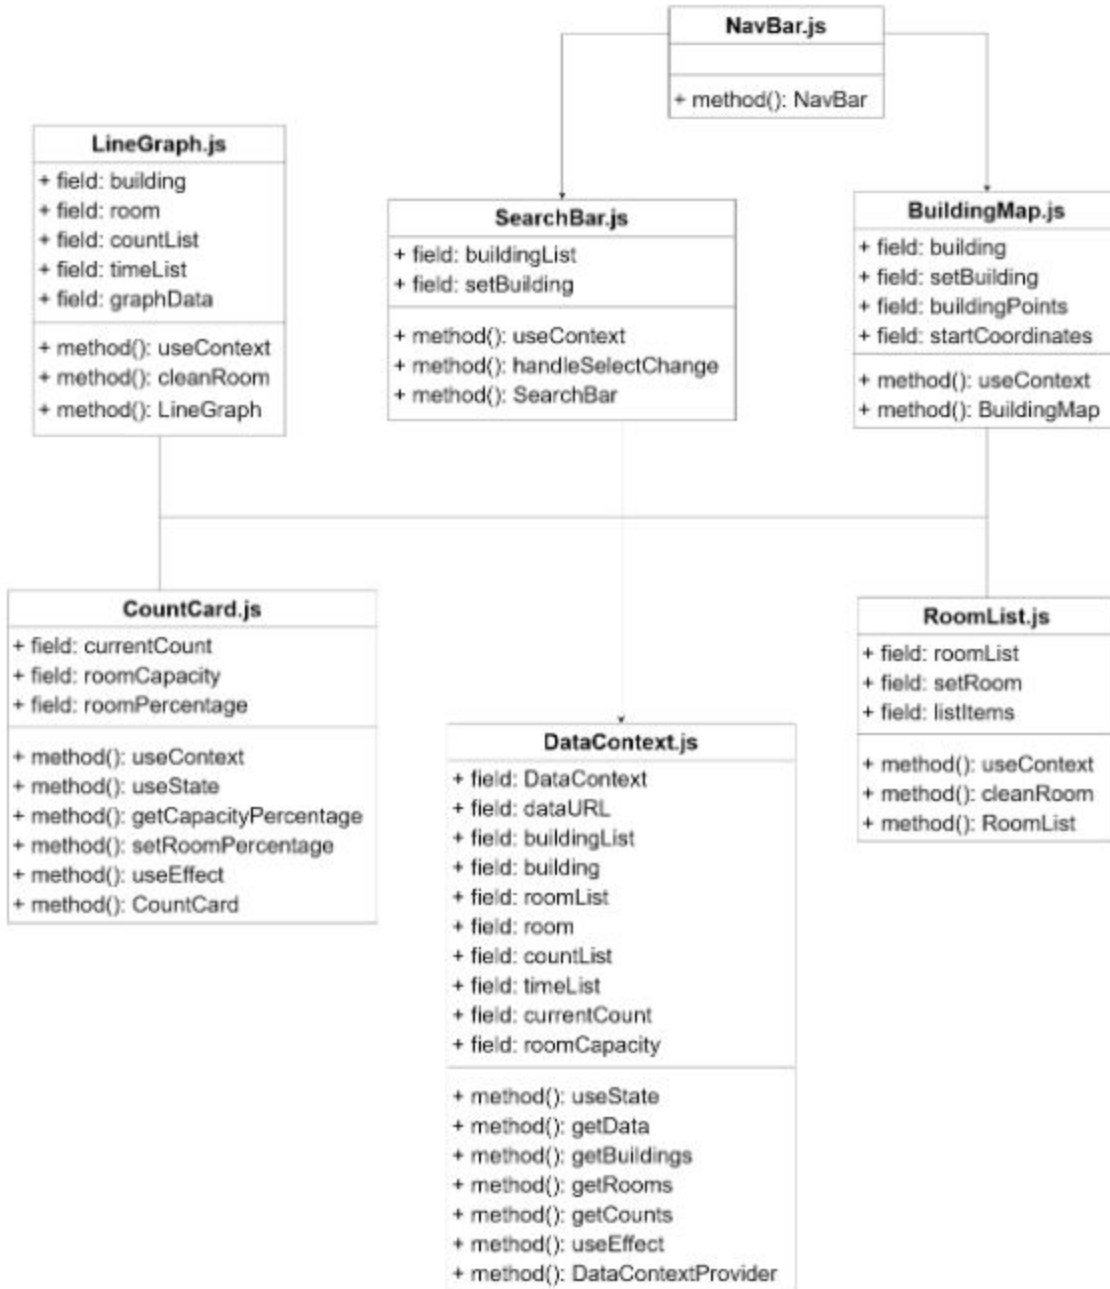 NavBar.js
+ method(): NavBar
LineGraph.js
+ field: building
+ field: room
+ field: countList
+ field: timeList
+ field: graphData
+ method(): useContext
+ method(): cleanRoom
+ method(): LineGraph
SearchBar.js
+ field: buildingList
+ field: setBuilding
+ method(): useContext
+ method(): handleSelectChange
+ method(): SearchBar
BuildingMap.js
+ field: building
+ field: setBuilding
+ field: buildingPoints
+ field: startCoordinates
+ method(): useContext
+ method(): BuildingMap
CountCard.js
+ field: currentCount
+ field: roomCapacity
+ field: roomPercentage
+ method(): useContext
+ method(): useState
+ method(): getCapacityPercentage
+ method(): setRoomPercentage
+ method(): useEffect
+ method(): CountCard
DataContext.js
+ field: DataContext
+ field: dataURL
+ field: buildingList
+ field: building
+ field: roomList
+ field: room
+ field: countList
+ field: timeList
+ field: currentCount
+ field: roomCapacity
+ method(): useState
+ method(): getData
+ method(): getBuildings
+ method(): getRooms
+ method(): getCounts
+ method(): useEffect
+ method(): DataContextProvider
RoomList.js
+ field: roomList
+ field: setRoom
+ field: listItems
+ method(): useContext
+ method(): cleanRoom
+ method(): RoomList